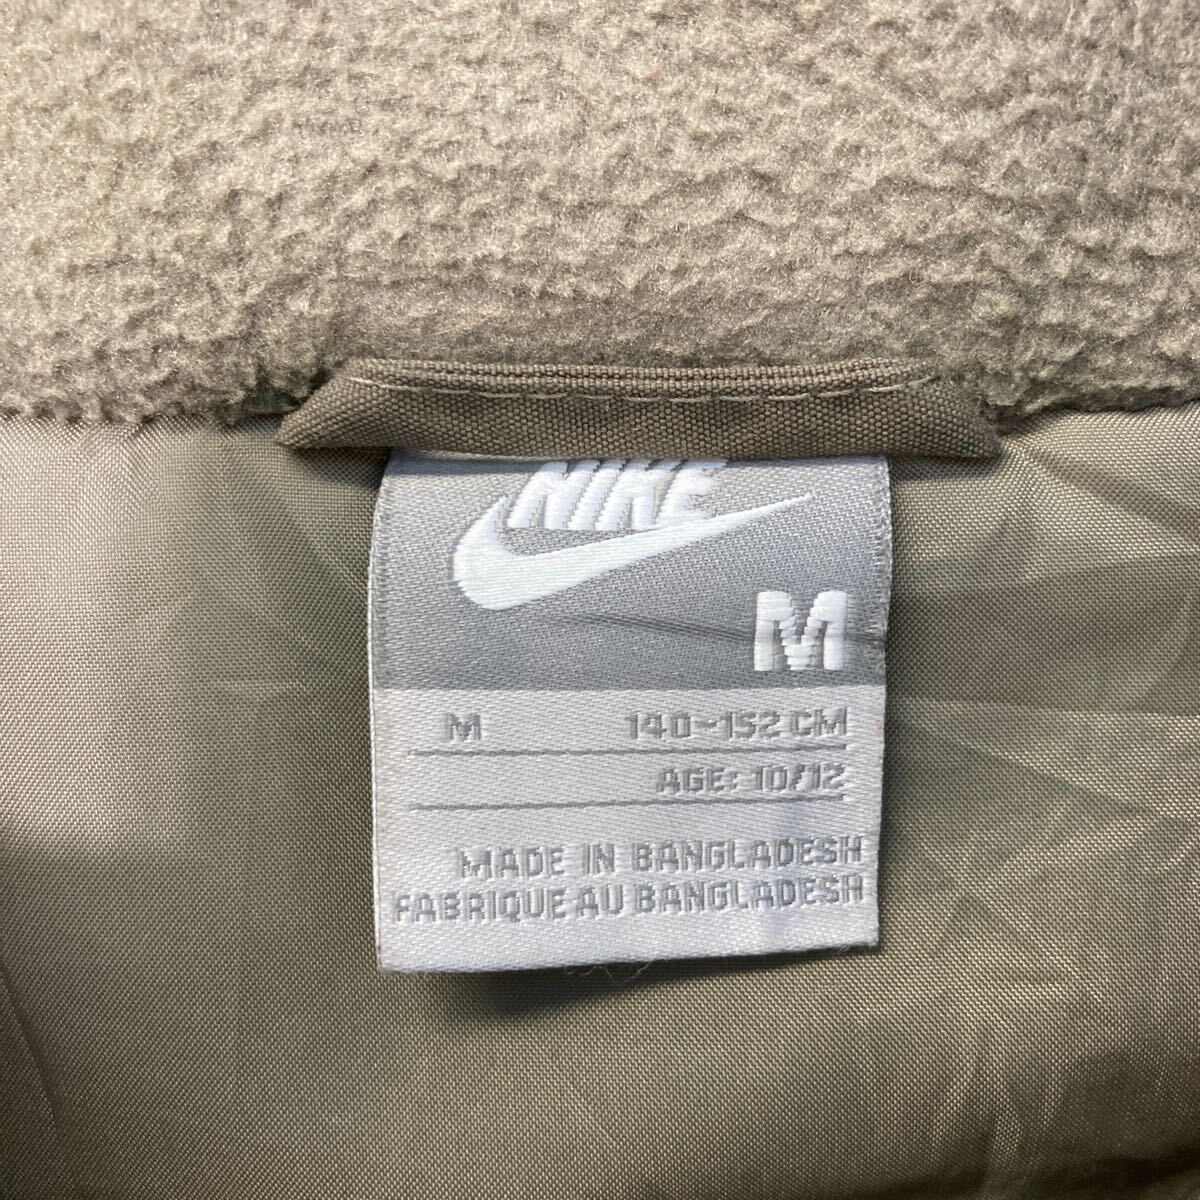 NIKE
M
M 140-152 CM
AGE: 10/12
MADE IN BANGLADESH
FABRIQUE AU BANGLADESH